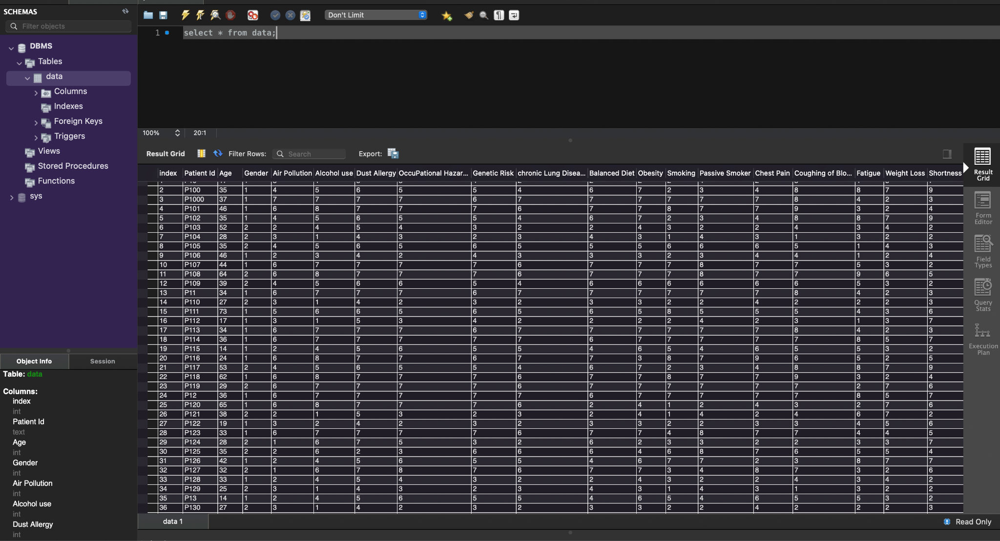 SCHEMAS
Filter objects
DBMS
Tables
data
Columns
Indexes
Foreign Keys
Triggers
Views
Stored Procedures
Functions
sys
Object Info Session
Table: data
Columns:
index
int
Patient Id
text
Age
int
Gender
int
Air Pollution
int
Alcohol use
int
Dust Allergy
int
Don't Limit
1 select * from data;
100% 20:1
Result Grid Filter Rows: Search Export:
index Patient Id Age Gender Air Pollution Alcohol use Dust Allergy OccuPational Hazar... Genetic Risk chronic Lung Disea... Balanced Diet Obesity Smoking Passive Smoker Chest Pain Coughing of Blo... Fatigue Weight Loss Shortness
2 P100 35 1 4 5 6 5 5 4 6 7 2 3 4 8 8 7 9
3 P1000 37 1 7 7 7 7 6 7 7 7 7 7 7 8 4 2 3
4 P101 46 1 6 8 7 7 7 6 7 7 8 7 7 9 3 2 4
5 P102 35 1 4 5 6 5 5 4 6 7 2 3 4 8 8 7 9
6 P103 52 2 2 4 5 4 3 2 2 4 3 2 2 4 3 4 2
7 P104 28 2 3 1 4 3 2 3 4 3 1 4 3 1 3 2 2
8 P105 35 2 4 5 6 5 6 5 5 5 6 6 6 5 1 4 3
9 P106 46 1 2 3 4 2 4 3 3 3 2 3 4 4 1 2 4
10 P107 44 1 6 7 7 7 7 6 7 7 7 8 7 7 5 3 2
11 P108 64 2 6 8 7 7 7 6 7 7 7 8 7 7 9 6 5
12 P109 39 2 4 5 6 6 5 4 6 6 6 6 6 6 5 3 2
13 P11 34 1 6 7 7 7 6 7 7 7 7 7 7 8 4 2 3
14 P110 27 2 3 1 4 2 3 2 3 3 2 2 4 2 2 2 3
15 P111 73 1 5 6 6 5 6 5 6 5 8 5 5 5 4 3 6
16 P112 17 1 3 1 5 3 4 2 2 2 2 4 2 3 1 3 7
17 P113 34 1 6 7 7 7 6 7 7 7 7 7 7 8 4 2 3
18 P114 36 1 6 7 7 7 7 7 6 7 7 7 7 7 8 5 7
19 P115 14 1 2 4 5 6 5 5 4 6 5 4 6 5 5 3 2
20 P116 24 1 6 8 7 7 6 7 7 3 8 7 9 6 5 2 5
21 P117 53 2 4 5 6 5 5 4 6 7 2 3 4 8 8 7 9
22 P118 62 1 6 8 7 7 7 6 7 7 8 7 7 9 3 2 4
23 P119 29 2 6 7 7 7 7 6 7 7 7 7 7 7 2 7 6
24 P12 36 1 6 7 7 7 7 7 6 7 7 7 7 7 8 5 7
25 P120 65 1 6 8 7 7 7 6 2 4 1 2 4 3 2 7 6
26 P121 38 2 2 1 5 3 2 3 2 4 1 4 2 4 6 7 2
27 P122 19 1 3 2 4 2 3 2 3 3 2 2 3 3 4 5 6
28 P123 33 1 6 7 7 7 7 6 7 7 4 8 7 7 4 4 5
29 P124 28 2 1 6 7 5 3 2 6 2 3 3 2 2 3 3 7
30 P125 35 2 2 6 2 3 6 6 6 4 6 8 7 6 5 5 4
31 P126 42 1 2 4 5 6 5 5 4 6 7 7 2 3 8 7 7
32 P127 32 2 1 6 7 8 7 6 7 7 3 4 8 7 3 2 6
33 P128 33 1 2 4 5 4 3 2 2 4 3 2 2 4 3 4 2
34 P129 25 2 3 1 4 3 2 3 4 3 1 4 3 1 3 2 2
35 P13 14 1 2 4 5 6 5 5 4 6 5 4 6 5 5 3 2
36 P130 27 2 3 1 4 2 3 2 3 3 2 2 4 2 2 2 3
Result
Grid
Form
Editor
Field
Types
Query
Stats
Execution
Plan
data 1 Read Only